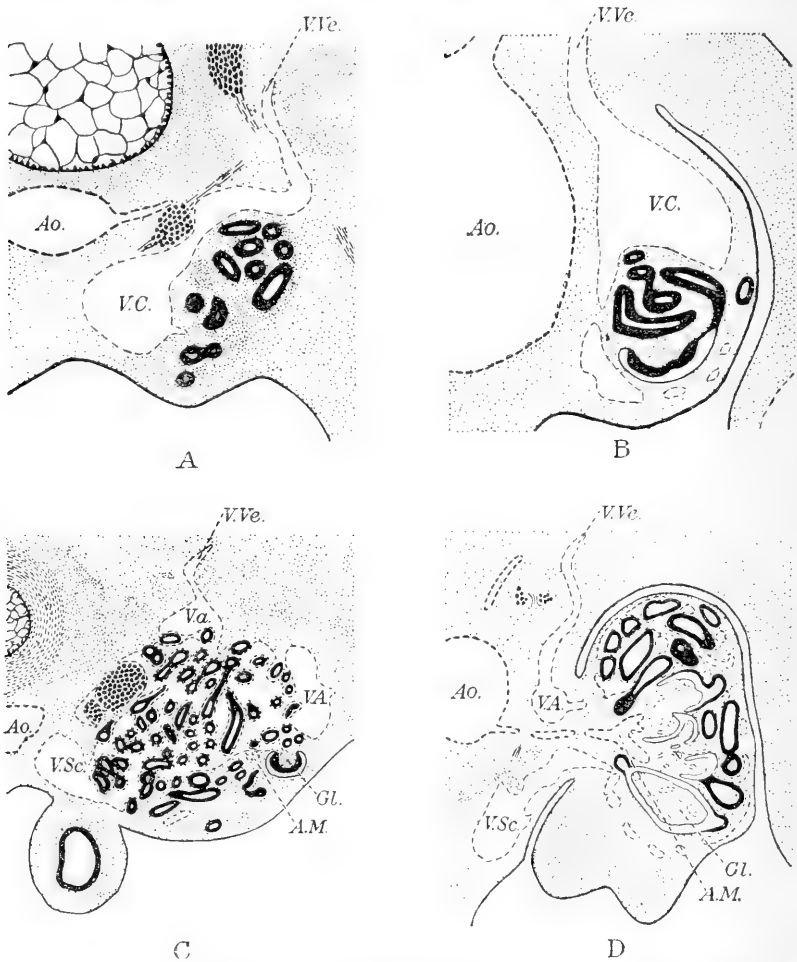 V.Ve.
Ao.
V.C.
A
V.Ve.
Ao.
V.C.
B
V.Ve.
V.a.
V.A.
Ao.
V.Sc.
Gl.
A.M.
C
V.Ve.
Ao.
V.A.
V.Sc.
Gl.
A.M.
D